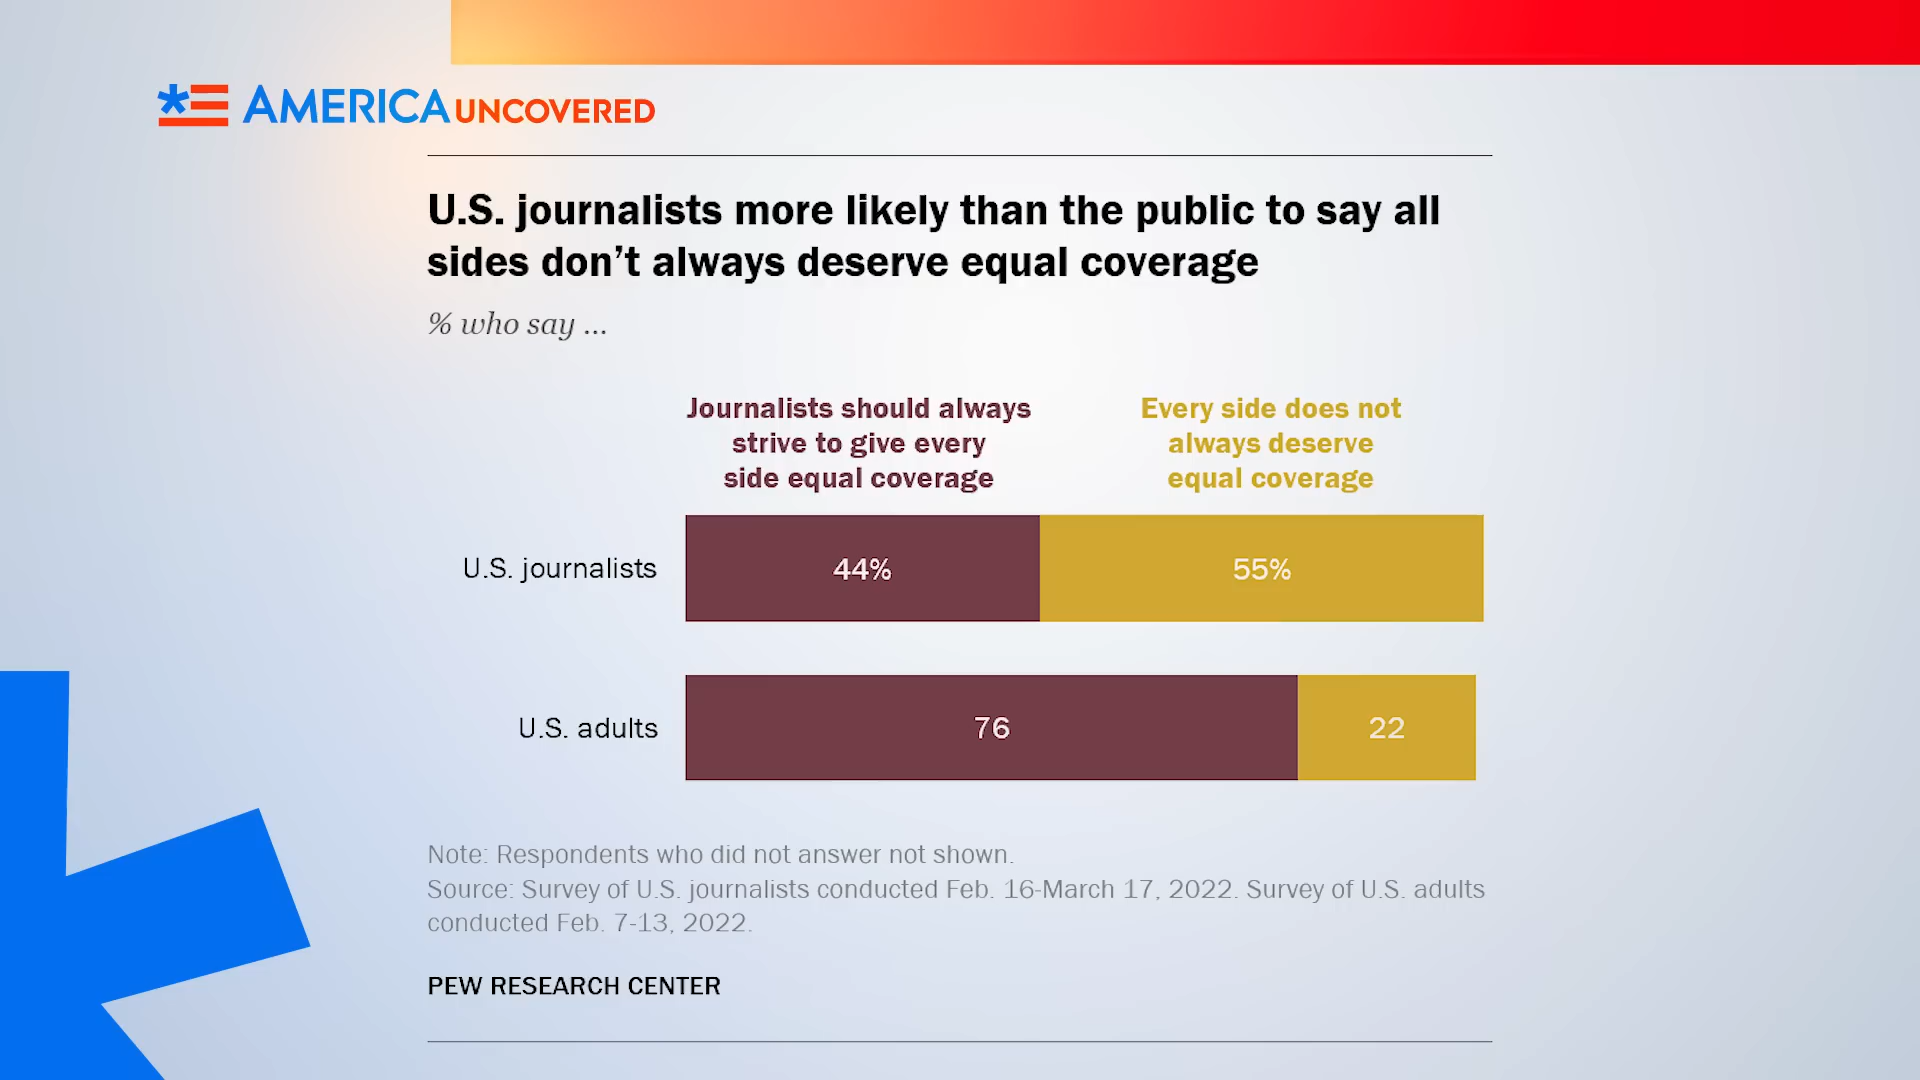 AMERICA UNCOVERED
U.S. journalists more likely than the public to say all
sides don’t always deserve equal coverage
% who say ...
Journalists should always
strive to give every
side equal coverage
Every side does not
always deserve
equal coverage
U.S. journalists
44%
55%
U.S. adults
76
22
Note: Respondents who did not answer not shown.
Source: Survey of U.S. journalists conducted Feb. 16-March 17, 2022. Survey of U.S. adults
conducted Feb. 7-13, 2022.
PEW RESEARCH CENTER